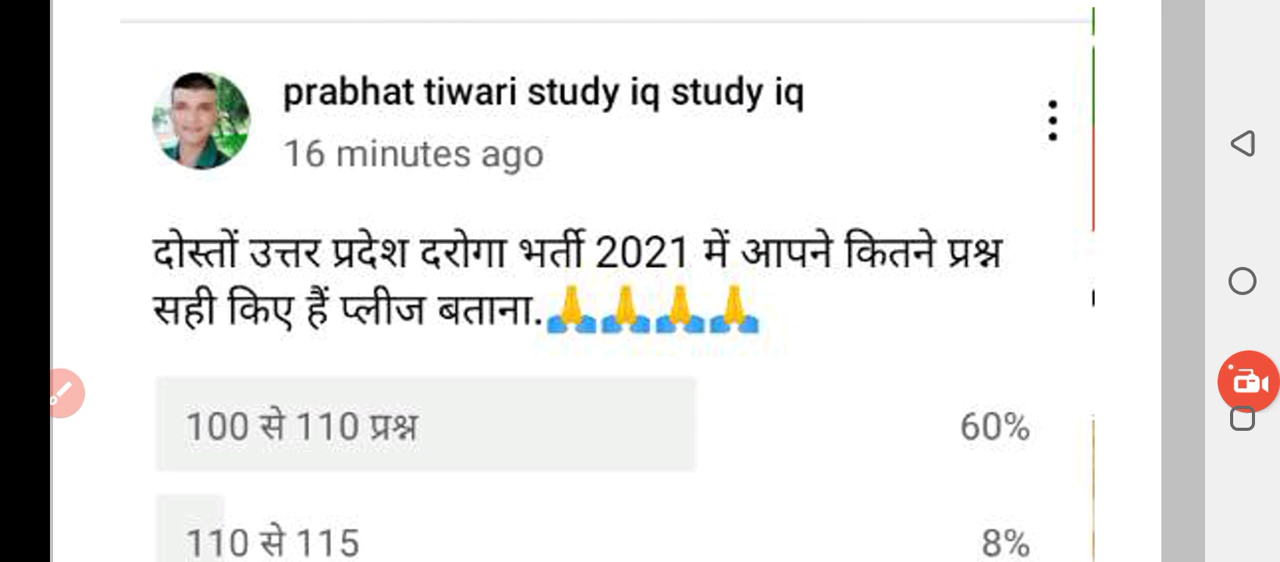 prabhat tiwari study iq study iq
16 minutes ago
दोस्तों उत्तर प्रदेश दरोगा भर्ती 2021 में आपने कितने प्रश्न
सही किए हैं प्लीज बताना.🙏🙏🙏🙏
100 से 110 प्रश्न 60%
110 से 115 8%